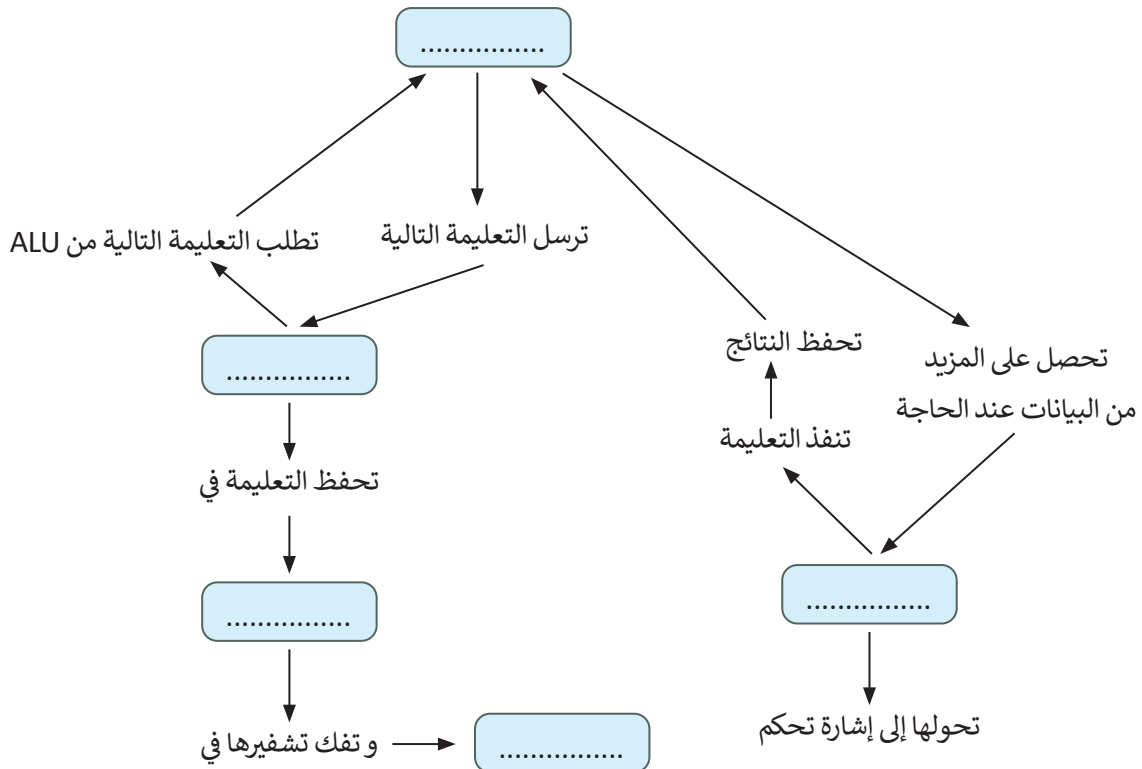 ................
ترسل التعليمة التالية
تطلب التعليمة التالية من ALU
تحصل على المزيد
من البيانات عند الحاجة
تحفظ النتائج
................
تنفذ التعليمة
تحفظ التعليمة في
................
................
تحولها إلى إشارة تحكم
و تفك تشفيرها في
................